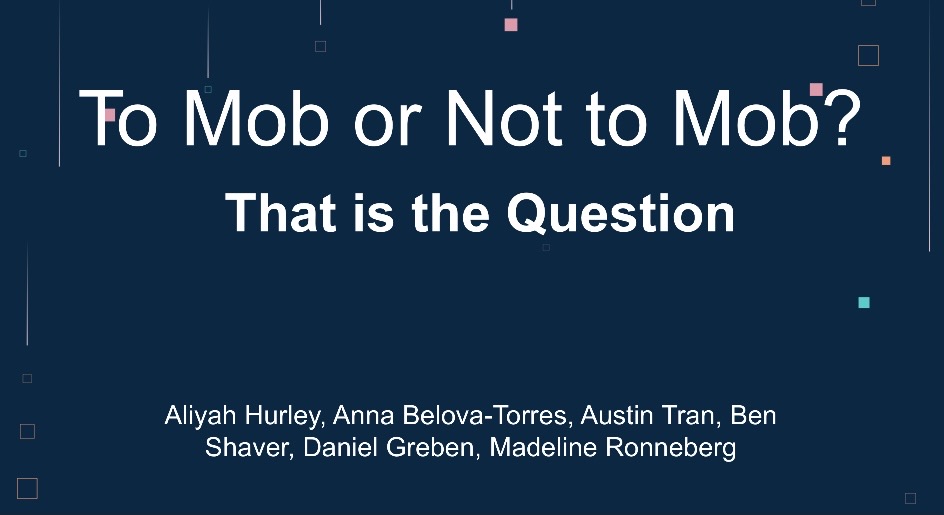 To Mob or Not to Mob?
That is the Question
Aliyah Hurley, Anna Belova-Torres, Austin Tran, Ben
Shaver, Daniel Greben, Madeline Ronneberg